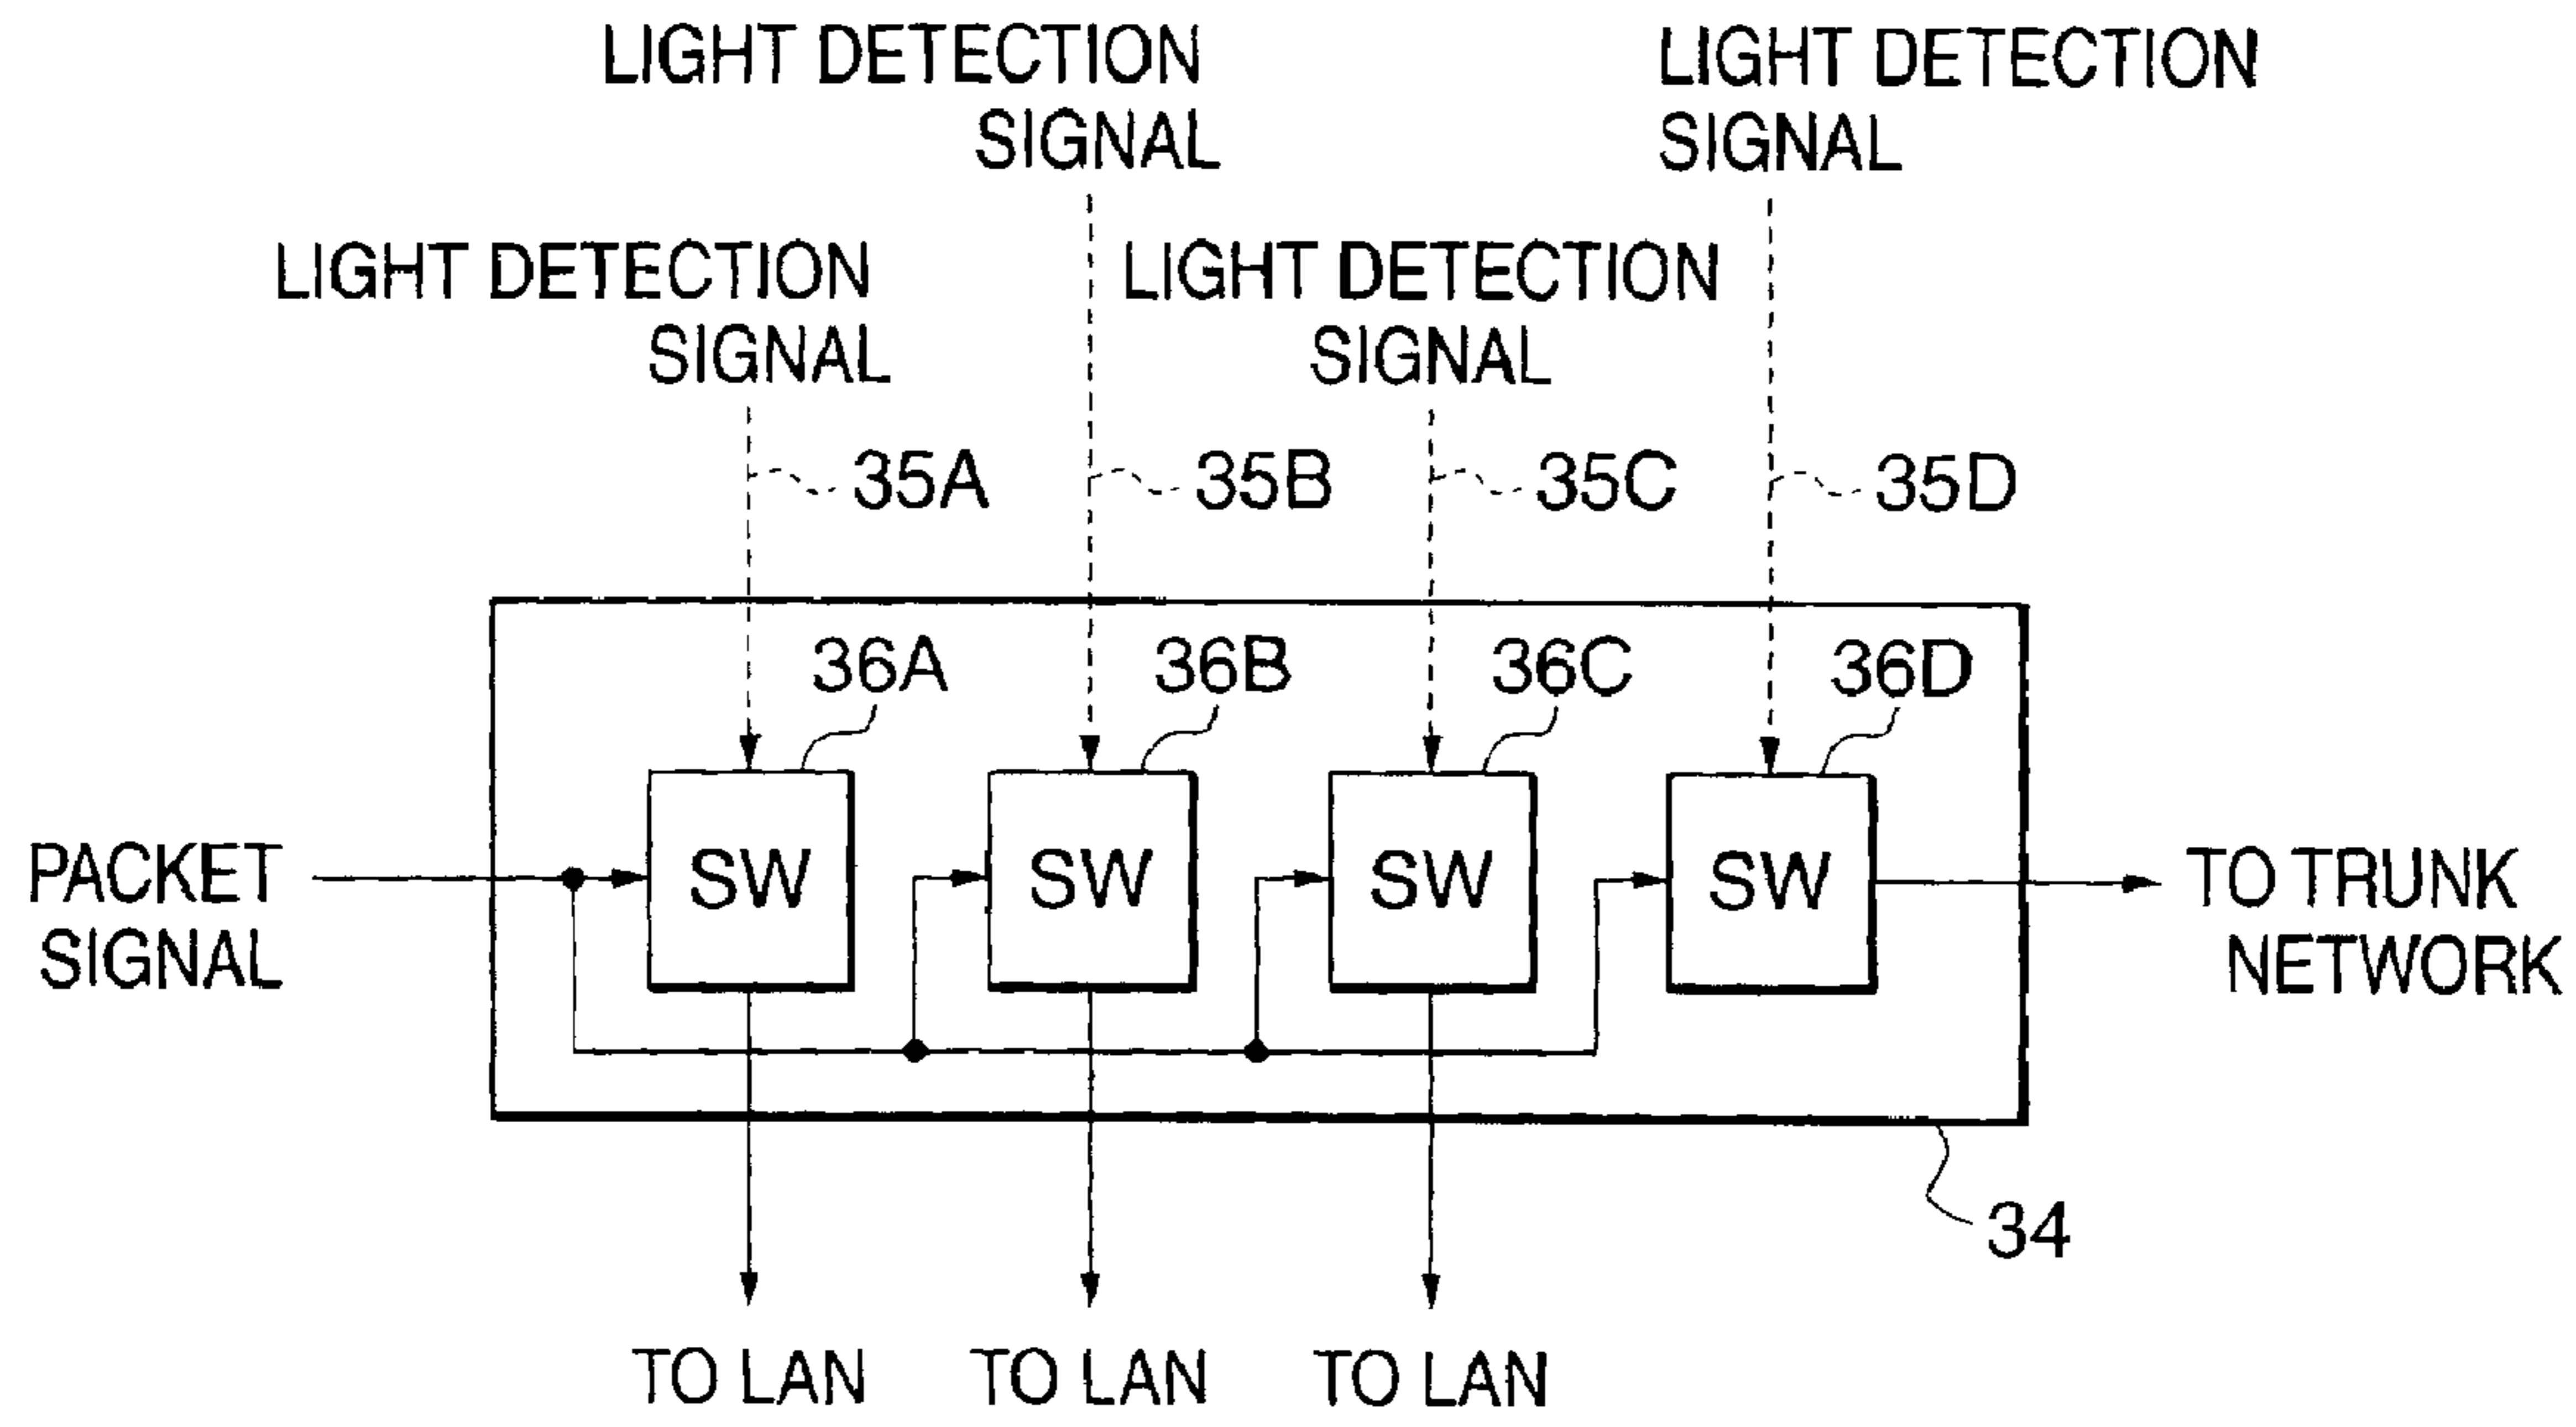 LIGHT DETECTION
SIGNAL
LIGHT DETECTION
SIGNAL
LIGHT DETECTION
SIGNAL
LIGHT DETECTION
SIGNAL
35A
35B
35C
35D
36A
36B
36C
36D
PACKET
SIGNAL
SW
SW
SW
SW
TO TRUNK
NETWORK
34
TO LAN
TO LAN
TO LAN